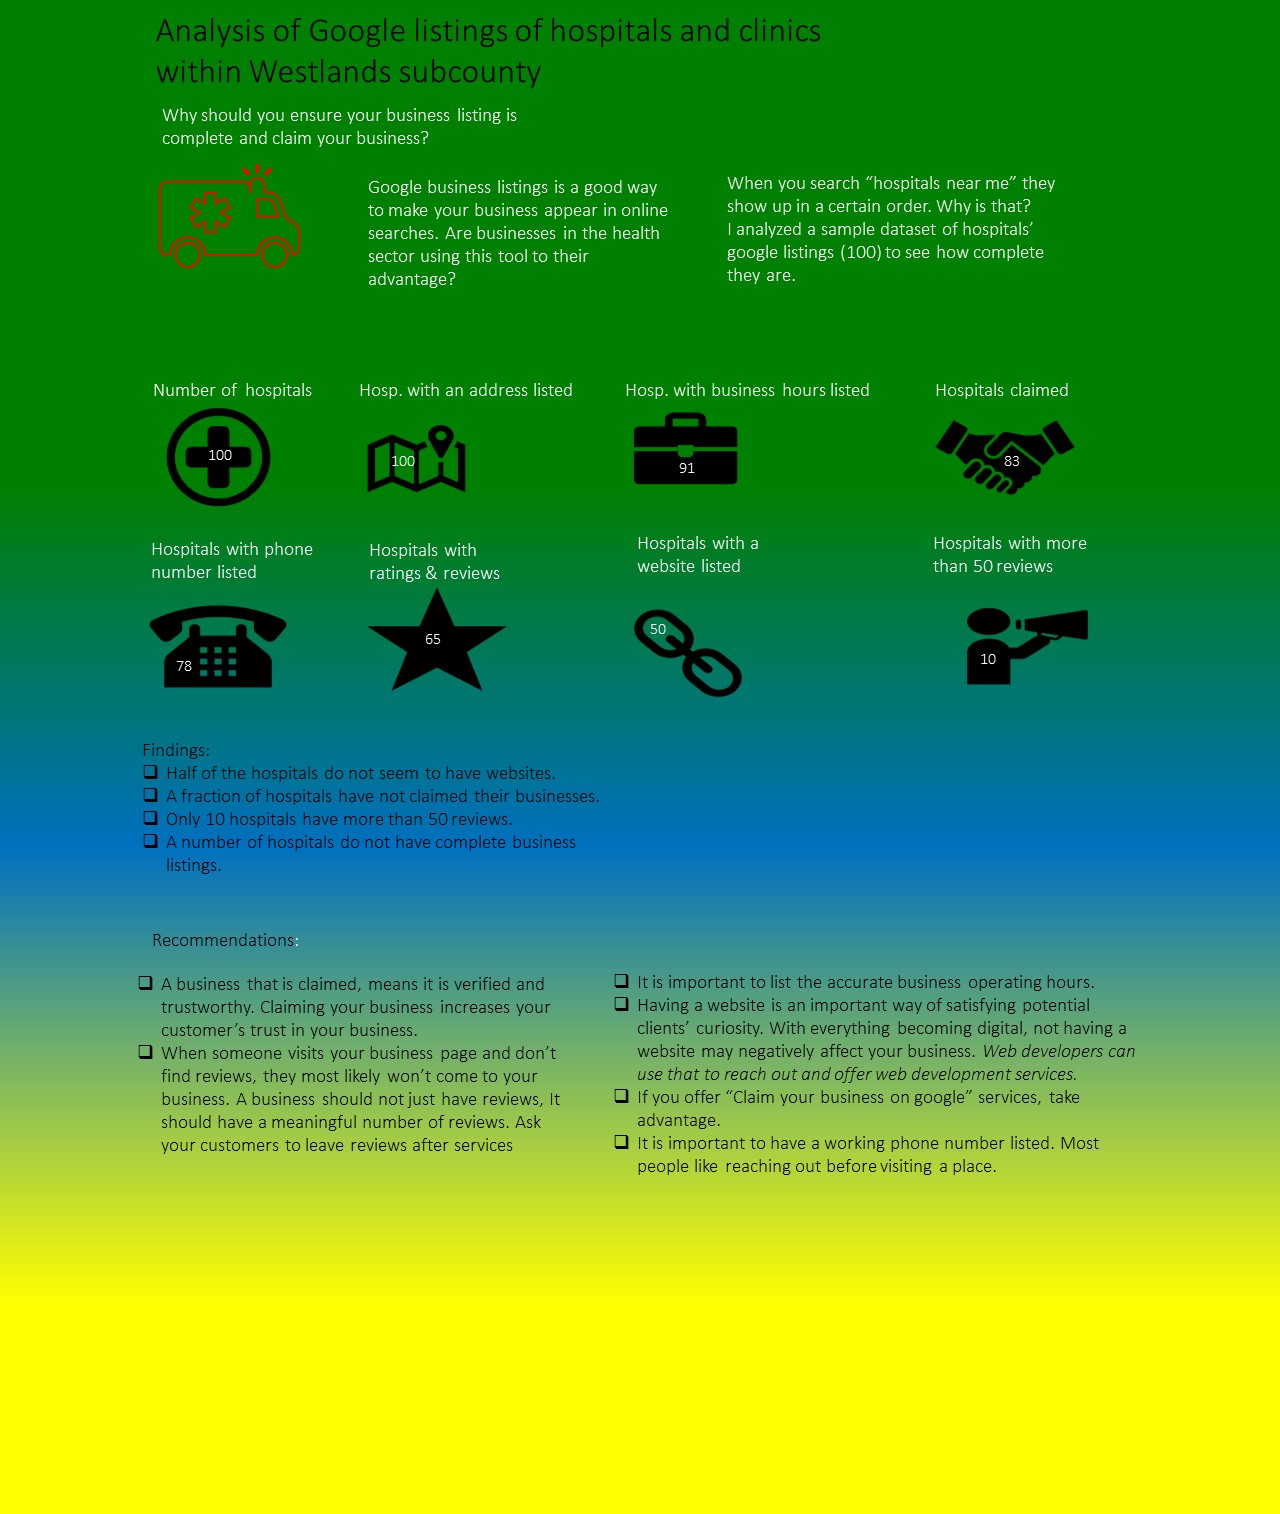 Analysis of Google listings of hospitals and clinics
within Westlands subcounty
Why should you ensure your business listing is
complete and claim your business?
Google business listings is a good way
to make your business appear in online
searches. Are businesses in the health
sector using this tool to their
advantage?
When you search “hospitals near me” they
show up in a certain order. Why is that?
I analyzed a sample dataset of hospitals’
google listings (100) to see how complete
they are.
Number of hospitals
100
Hosp. with an address listed
100
Hosp. with business hours listed
91
Hospitals claimed
83
Hospitals with phone
number listed
78
Hospitals with
ratings & reviews
65
Hospitals with a
website listed
50
Hospitals with more
than 50 reviews
10
Findings:
❑ Half of the hospitals do not seem to have websites.
❑ A fraction of hospitals have not claimed their businesses.
❑ Only 10 hospitals have more than 50 reviews.
❑ A number of hospitals do not have complete business
listings.
Recommendations:
❑ A business that is claimed, means it is verified and
trustworthy. Claiming your business increases your
customer’s trust in your business.
❑ When someone visits your business page and don’t
find reviews, they most likely won’t come to your
business. A business should not just have reviews, It
should have a meaningful number of reviews. Ask
your customers to leave reviews after services
❑ It is important to list the accurate business operating hours.
❑ Having a website is an important way of satisfying potential
clients’ curiosity. With everything becoming digital, not having a
website may negatively affect your business. Web developers can
use that to reach out and offer web development services.
❑ If you offer “Claim your business on google” services, take
advantage.
❑ It is important to have a working phone number listed. Most
people like reaching out before visiting a place.